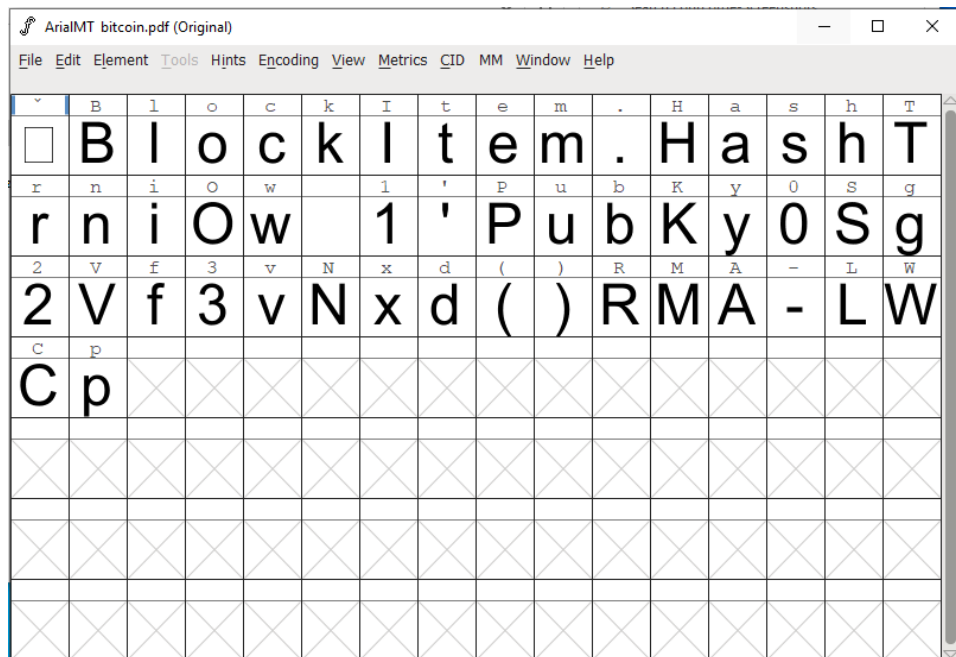 ArialMT bitcoin.pdf (Original)
File Edit Element Tools Hints Encoding View Metrics CID MM Window Help
ˇ B l o c k I t e m . H a s h T
B l o c k I t e m . H a s h T
r n i O w 1 ' P u b K y 0 S g
r n i O w 1 ' P u b K y 0 S g
2 V f 3 v N x d ( ) R M A - L W
2 V f 3 v N x d ( ) R M A - L W
C p
C p